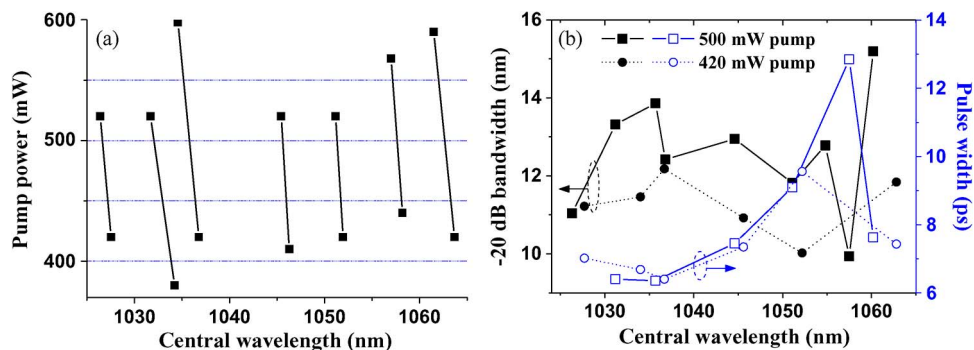 600
500
400
Pump power (mW)
(a)
1030
1040
1050
1060
Central wavelength (nm)
16
14
12
10
-20 dB bandwidth (nm)
(b)
500 mW pump
420 mW pump
14
13
12
10
9
8
6
Pulse width (ps)
1030
1040
1050
1060
Central wavelength (nm)